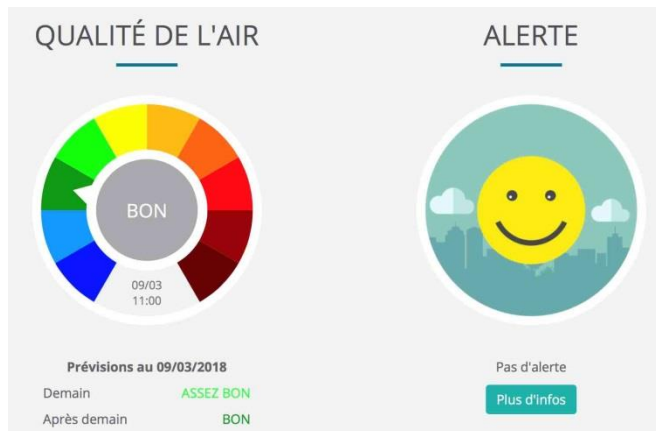 QUALITÉ DE L'AIR
BON
09/03
11:00
Prévisions au 09/03/2018
Demain ASSEZ BON
Après demain BON
ALERTE
Pas d'alerte
Plus d'infos